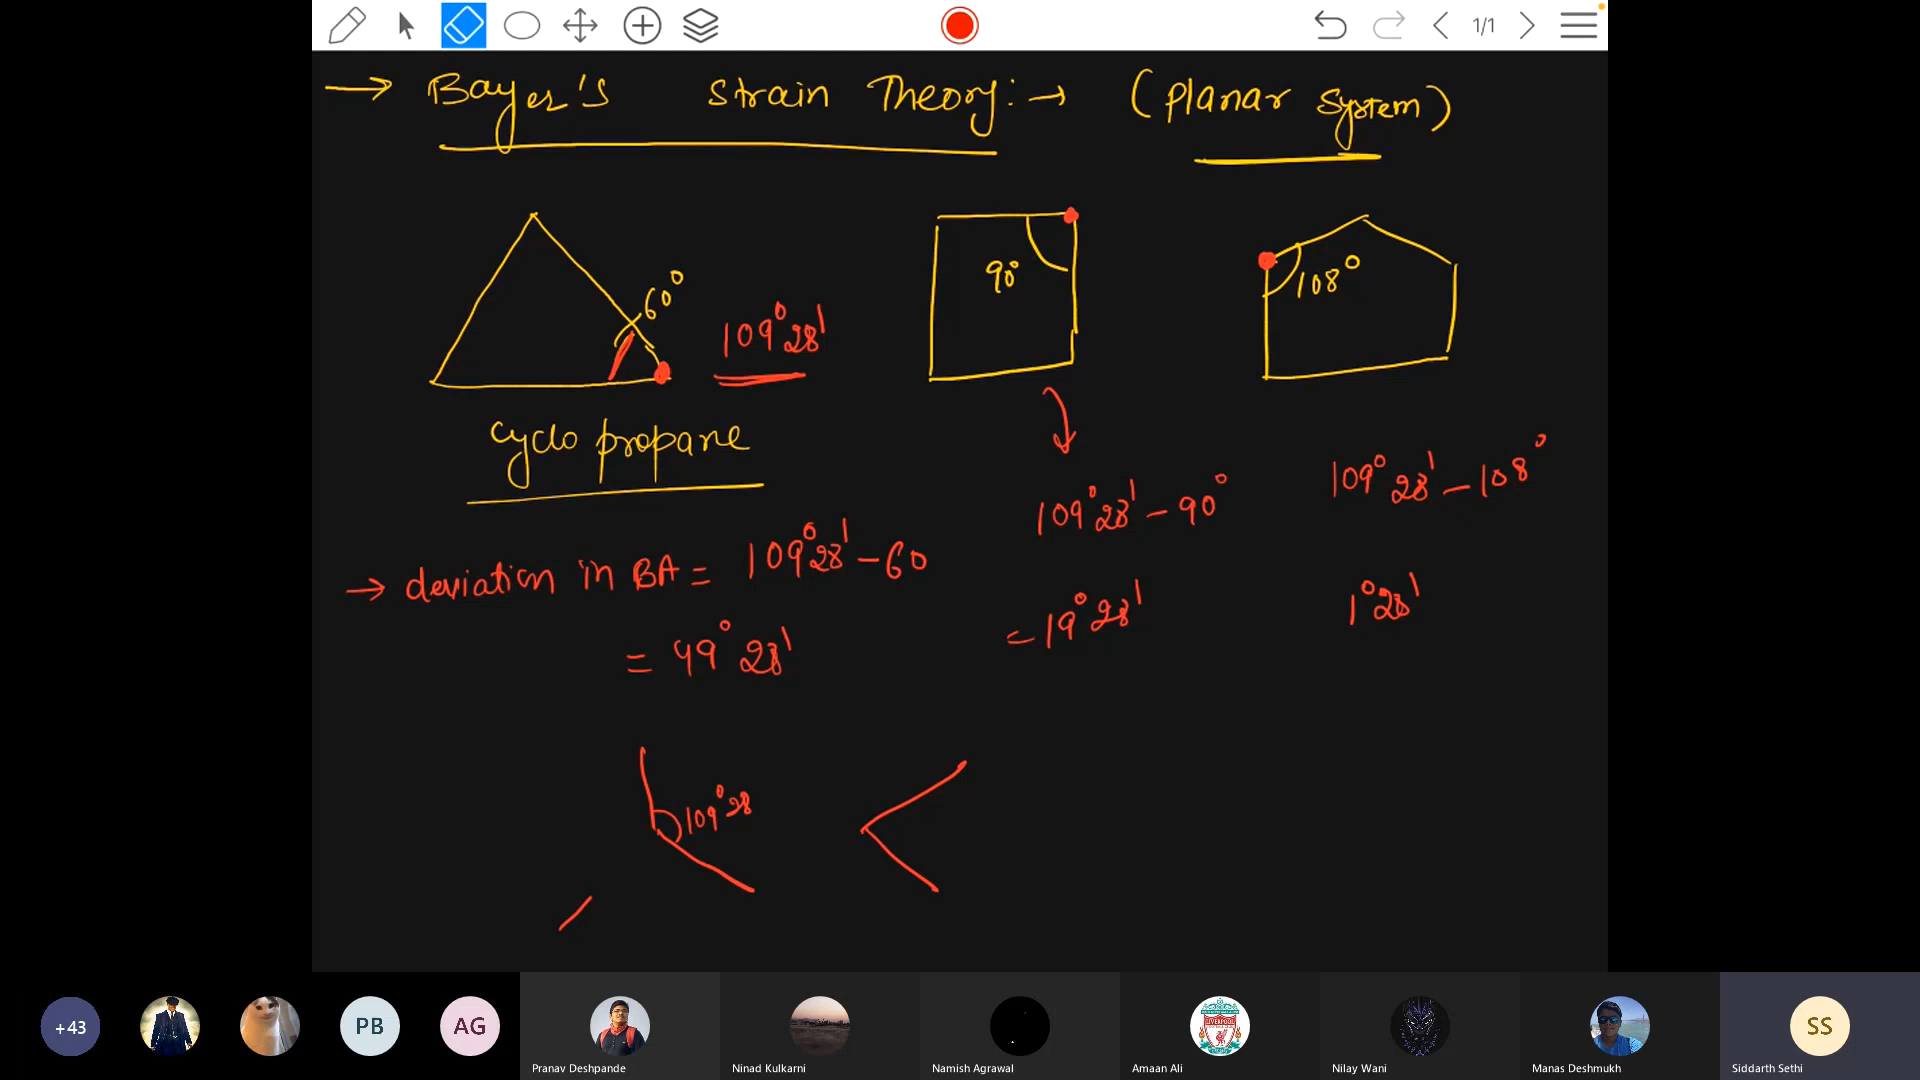 1/1
→ Bayer's strain Theory: → (planar system)
60°
109°28'
90°
108°
cyclo propane
109°28' - 90°
109°28' - 108°
→ deviation in BA = 109°28' - 60
= 49° 28'
= 19° 28'
1°28'
109°28
+43
PB
AG
SS
LIVERPOOL
Pranav Deshpande
Ninad Kulkarni
Namish Agrawal
Amaan Ali
Nilay Wani
Manas Deshmukh
Siddarth Sethi